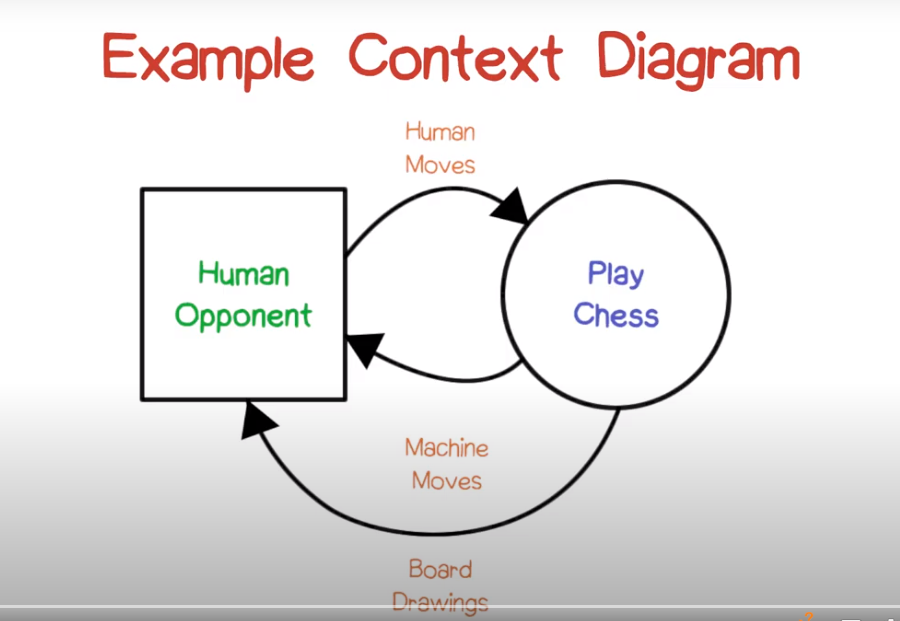 Example Context Diagram
Human
Moves
Human
Opponent
Play
Chess
Machine
Moves
Board
Drawings